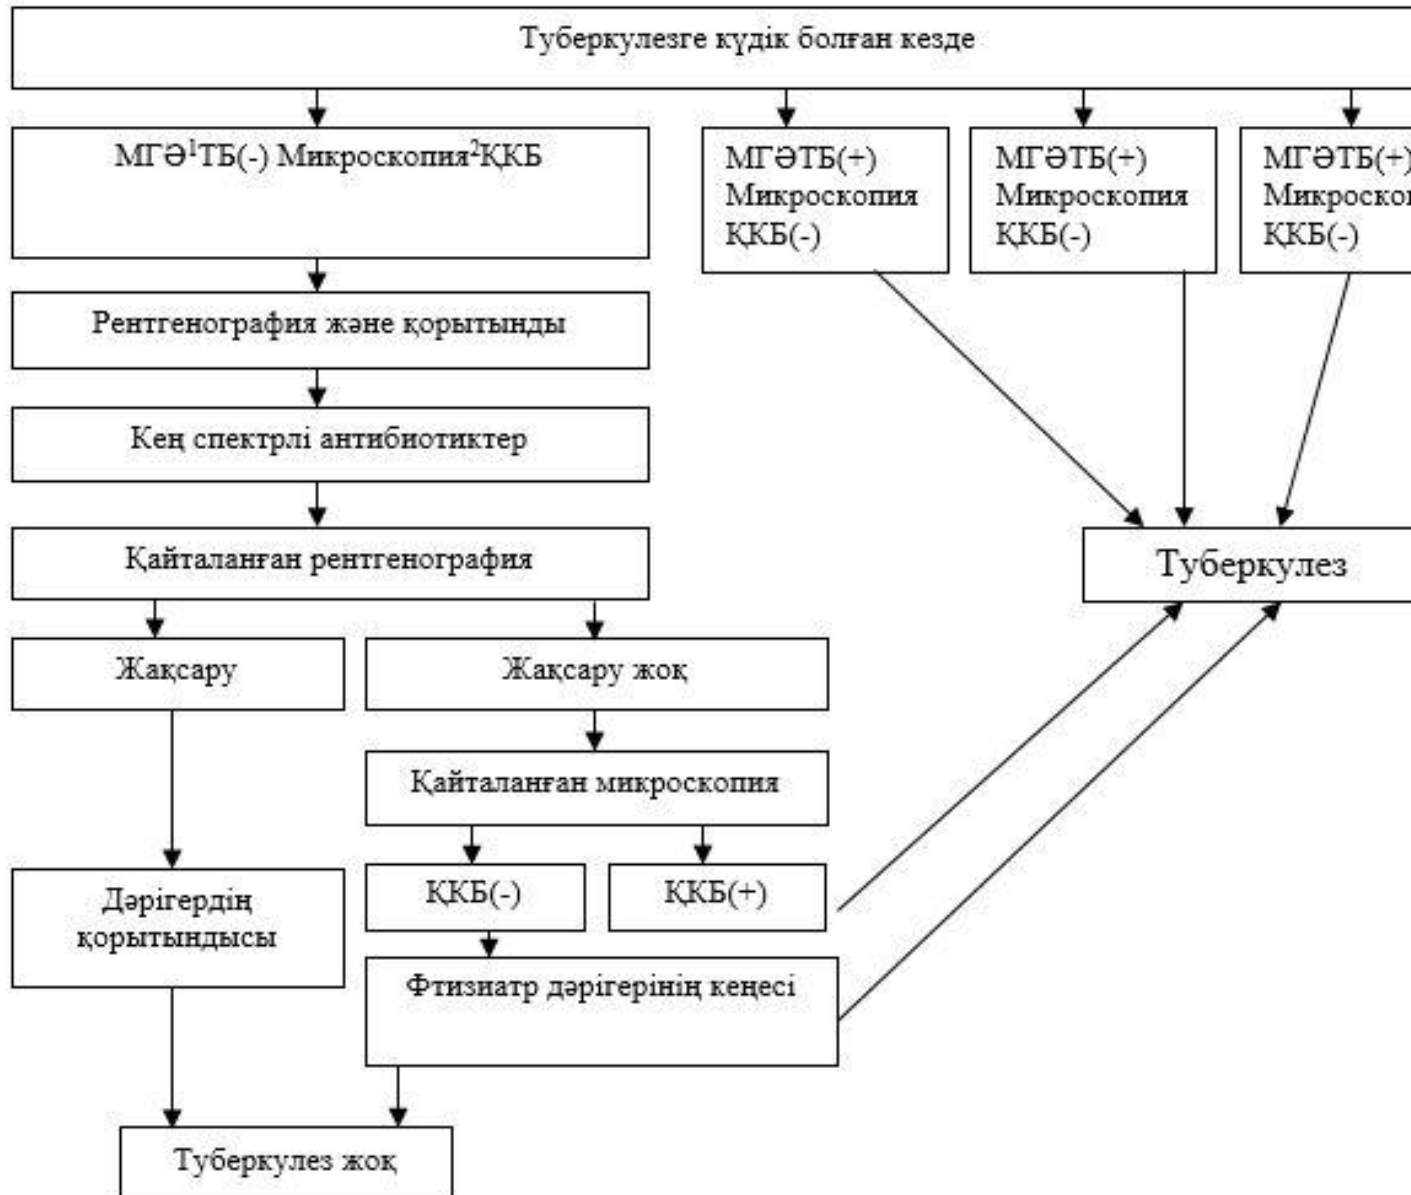 Туберкулезге күдік болған кезде
МГӘ¹ТБ(-) Микроскопия²ҚКБ
МГӘТБ(+)
Микроскопия
ҚКБ(-)
МГӘТБ(+)
Микроскопия
ҚКБ(-)
МГӘТБ(+)
ҚКБ(-)
Рентгенография және қорытынды
Кең спектрлі антибиотиктер
Қайталанған рентгенография
Туберкулез
Жақсару
Жақсару жоқ
Қайталанған микроскопия
ҚКБ(-)
ҚКБ(+)
Дәрігердің
қорытындысы
Фтизиатр дәрігерінің кеңесі
Туберкулез жоқ